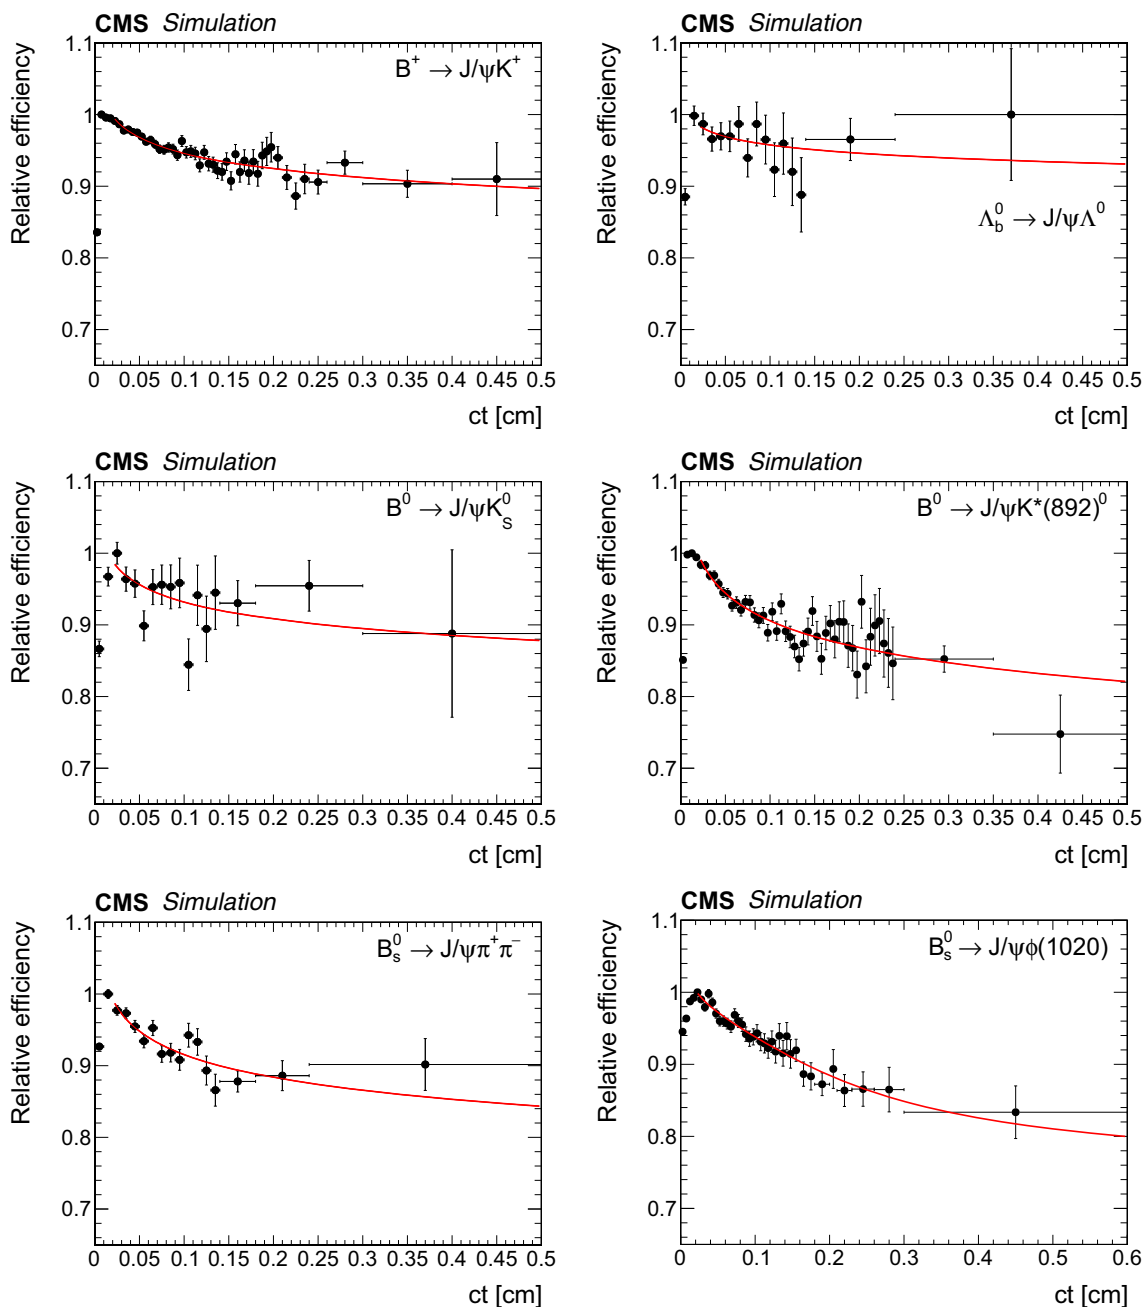 CMS Simulation
Relative efficiency
1.1
1
0.9
0.8
0.7
B⁺ → J/ψK⁺
0 0.05 0.1 0.15 0.2 0.25 0.3 0.35 0.4 0.45 0.5
ct [cm]
CMS Simulation
Relative efficiency
1.1
1
0.9
0.8
0.7
Λ_b^0 → J/ψΛ⁰
0 0.05 0.1 0.15 0.2 0.25 0.3 0.35 0.4 0.45 0.5
ct [cm]
CMS Simulation
Relative efficiency
1.1
1
0.9
0.8
0.7
B⁰ → J/ψK_S^0
0 0.05 0.1 0.15 0.2 0.25 0.3 0.35 0.4 0.45 0.5
ct [cm]
CMS Simulation
Relative efficiency
1.1
1
0.9
0.8
0.7
B⁰ → J/ψK*(892)⁰
0 0.05 0.1 0.15 0.2 0.25 0.3 0.35 0.4 0.45 0.5
ct [cm]
CMS Simulation
Relative efficiency
1.1
1
0.9
0.8
0.7
B_s^0 → J/ψπ⁺π⁻
0 0.05 0.1 0.15 0.2 0.25 0.3 0.35 0.4 0.45 0.5
ct [cm]
CMS Simulation
Relative efficiency
1.1
1
0.9
0.8
0.7
B_s^0 → J/ψϕ(1020)
0 0.1 0.2 0.3 0.4 0.5 0.6
ct [cm]